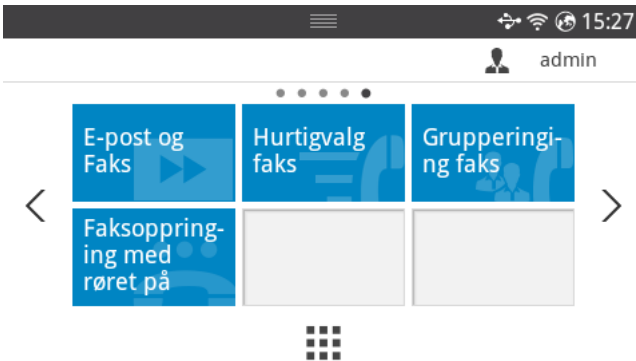 15:27
admin
E-post og
Faks
Hurtigvalg
faks
Grupperingi-
ng faks
Faksoppring-
ing med
røret på